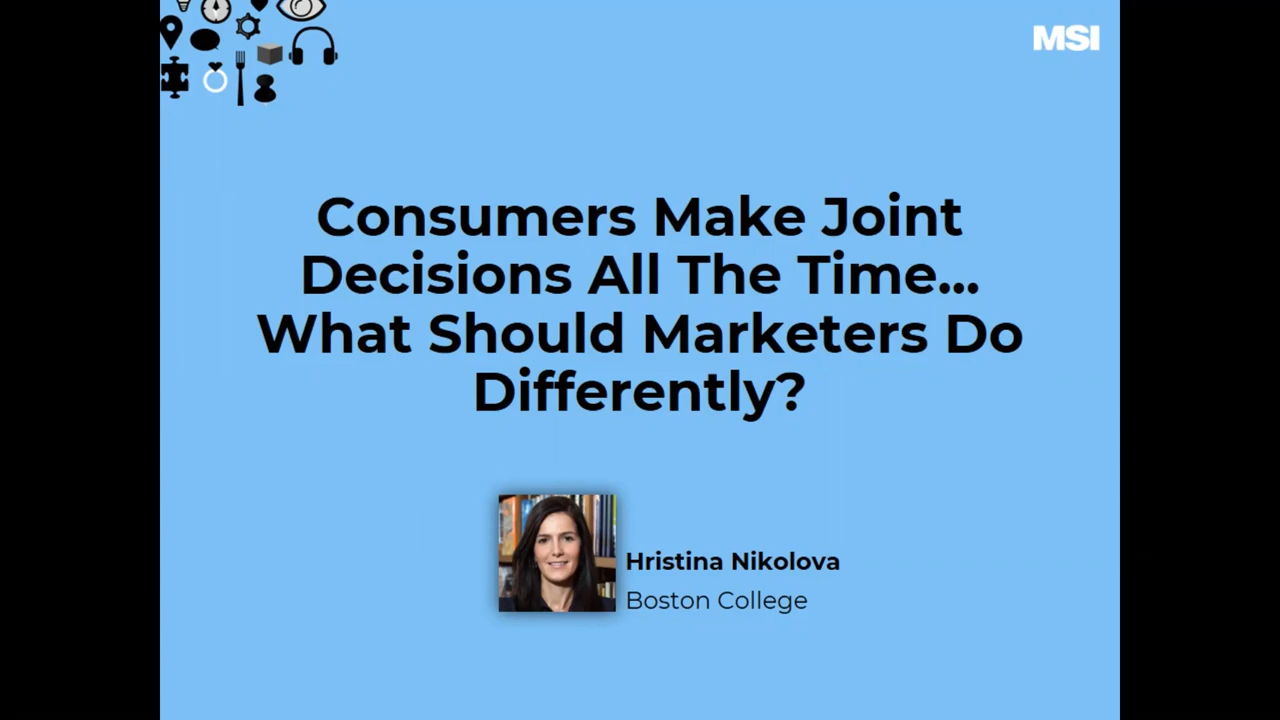 MSI
Consumers Make Joint
Decisions All The Time...
What Should Marketers Do
Differently?
Hristina Nikolova
Boston College